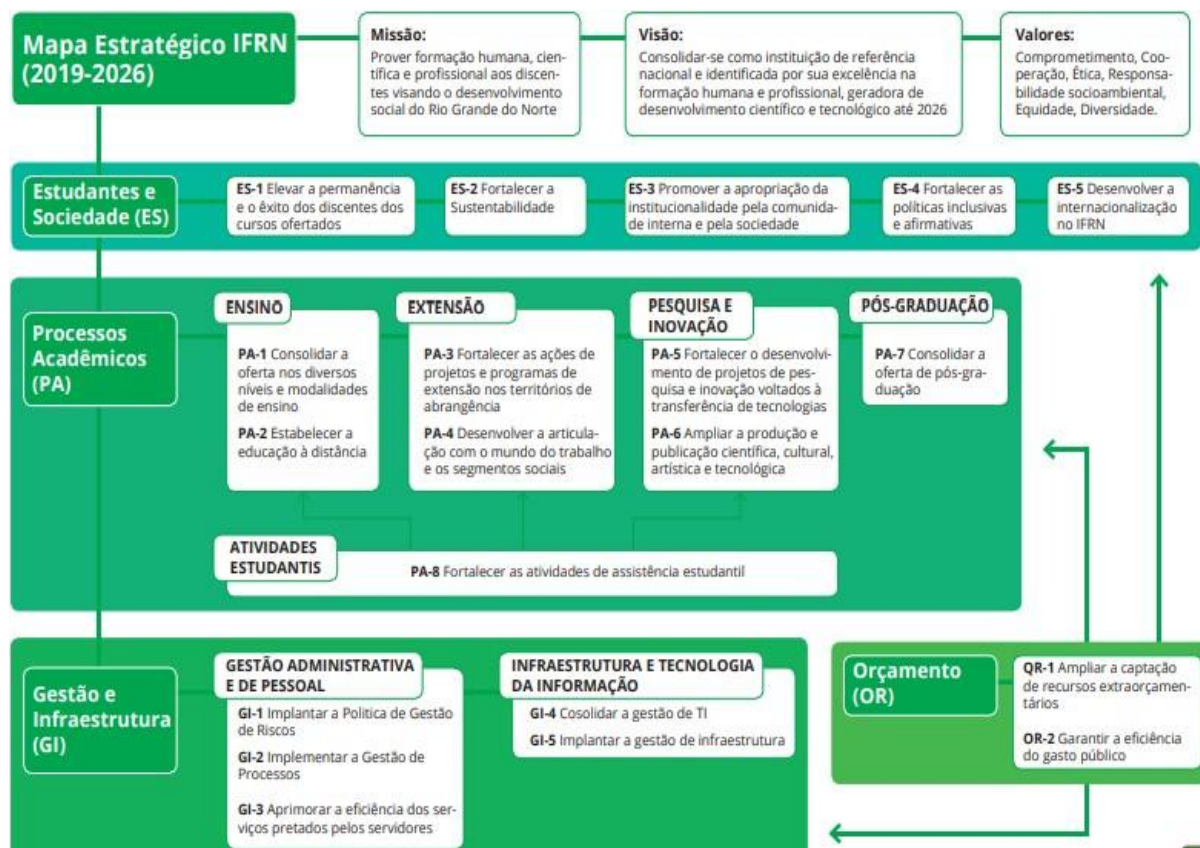 Mapa Estratégico IFRN
(2019-2026)
Missão:
Prover formação humana, cien-
tífica e profissional aos discen-
tes visando o desenvolvimento
social do Rio Grande do Norte
Visão:
Consolidar-se como instituição de referência
nacional e identificada por sua excelência na
formação humana e profissional, geradora de
desenvolvimento científico e tecnológico até 2026
Valores:
Comprometimento, Coo-
peração, Ética, Responsa-
bilidade socioambiental,
Equidade, Diversidade.
Estudantes e
Sociedade (ES)
ES-1 Elevar a permanência
e o êxito dos discentes dos
cursos ofertados
ES-2 Fortalecer a
Sustentabilidade
ES-3 Promover a apropriação da
institucionalidade pela comunida-
de interna e pela sociedade
ES-4 Fortalecer as
políticas inclusivas
e afirmativas
ES-5 Desenvolver a
internacionalização
no IFRN
Processos
Acadêmicos
(PA)
ENSINO
PA-1 Consolidar a
oferta nos diversos
níveis e modalidades
de ensino
PA-2 Estabelecer a
educação à distância
EXTENSÃO
PA-3 Fortalecer as ações de
projetos e programas de
extensão nos territórios de
abrangência
PA-4 Desenvolver a articula-
ção com o mundo do trabalho
e os segmentos sociais
PESQUISA E
INOVAÇÃO
PA-5 Fortelecer o desenvolvi-
mento de projetos de pes-
quisa e inovação voltados à
transferência de tecnologias
PA-6 Ampliar a produção e
publicação científica, cultural,
artística e tecnológica
PÓS-GRADUAÇÃO
PA-7 Consolidar a
oferta de pós-gra-
duação
ATIVIDADES
ESTUDANTIS
PA-8 Fortalecer as atividades de assistência estudantil
Gestão e
Infraestrutura
(GI)
GESTÃO ADMINISTRATIVA
E DE PESSOAL
GI-1 Implantar a Politica de Gestão
de Riscos
GI-2 Implementar a Gestão de
Processos
GI-3 Aprimorar a eficiência dos ser-
viços pretados pelos servidores
INFRAESTRUTURA E TECNOLOGIA
DA INFORMAÇÃO
GI-4 Cosolidar a gestão de TI
GI-5 Implantar a gestão de infraestrutura
Orçamento
(OR)
QR-1 Ampliar a captação
de recursos extraorçamen-
tários
OR-2 Garantir a eficiência
do gasto público